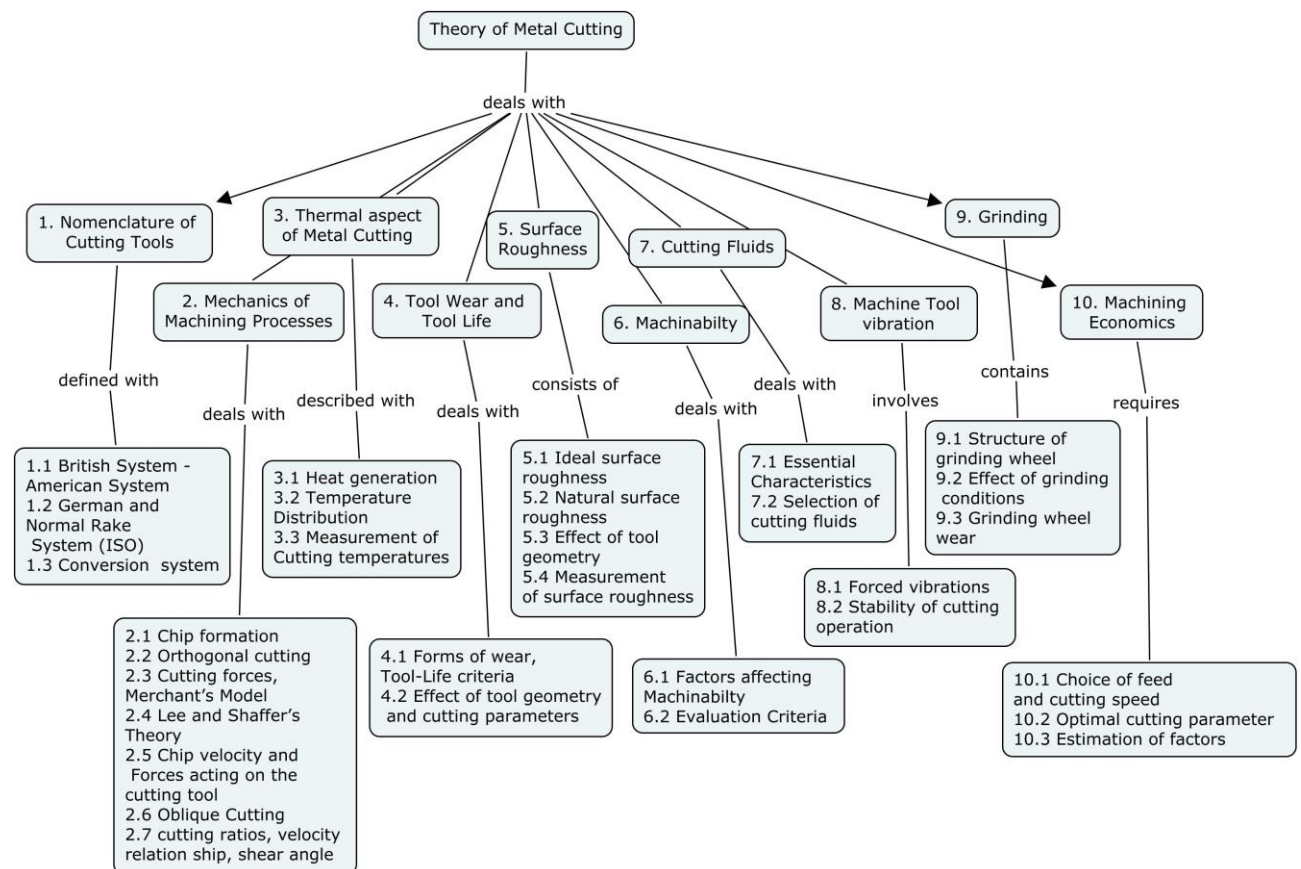 Theory of Metal Cutting
deals with
1. Nomenclature of
Cutting Tools
3. Thermal aspect
of Metal Cutting
5. Surface
Roughness
7. Cutting Fluids
9. Grinding
2. Mechanics of
Machining Processes
4. Tool Wear and
Tool Life
6. Machinabilty
8. Machine Tool
vibration
10. Machining
Economics
defined with
deals with
described with
deals with
consists of
deals with
deals with
involves
contains
requires
1.1 British System -
American System
1.2 German and
Normal Rake
System (ISO)
1.3 Conversion system
3.1 Heat generation
3.2 Temperature
Distribution
3.3 Measurement of
Cutting temperatures
5.1 Ideal surface
roughness
5.2 Natural surface
roughness
5.3 Effect of tool
geometry
5.4 Measurement
of surface roughness
7.1 Essential
Characteristics
7.2 Selection of
cutting fluids
9.1 Structure of
grinding wheel
9.2 Effect of grinding
conditions
9.3 Grinding wheel
wear
8.1 Forced vibrations
8.2 Stability of cutting
operation
2.1 Chip formation
2.2 Orthogonal cutting
2.3 Cutting forces,
Merchant's Model
2.4 Lee and Shaffer's
Theory
2.5 Chip velocity and
Forces acting on the
cutting tool
2.6 Oblique Cutting
2.7 cutting ratios, velocity
relation ship, shear angle
4.1 Forms of wear,
Tool-Life criteria
4.2 Effect of tool geometry
and cutting parameters
6.1 Factors affecting
Machinabilty
6.2 Evaluation Criteria
10.1 Choice of feed
and cutting speed
10.2 Optimal cutting parameter
10.3 Estimation of factors